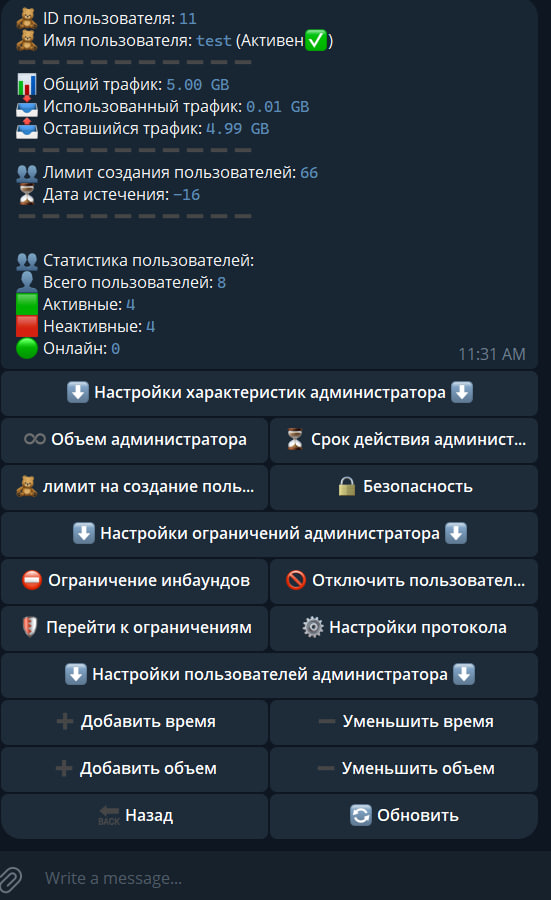 ID пользователя: 11
Имя пользователя: test (Активен✅)
Общий трафик: 5.00 GB
Использованный трафик: 0.01 GB
Оставшийся трафик: 4.99 GB
Лимит создания пользователей: 66
Дата истечения: −16
Статистика пользователей:
Всего пользователей: 8
Активные: 4
Неактивные: 4
Онлайн: 0
11:31 AM
Настройки характеристик администратора
Объем администратора
Срок действия админист...
лимит на создание поль...
Безопасность
Настройки ограничений администратора
Ограничение инбаундов
Отключить пользовател...
Перейти к ограничениям
Настройки протокола
Настройки пользователей администратора
Добавить время
Уменьшить время
Добавить объем
Уменьшить объем
BACK Назад
Обновить
Write a message...